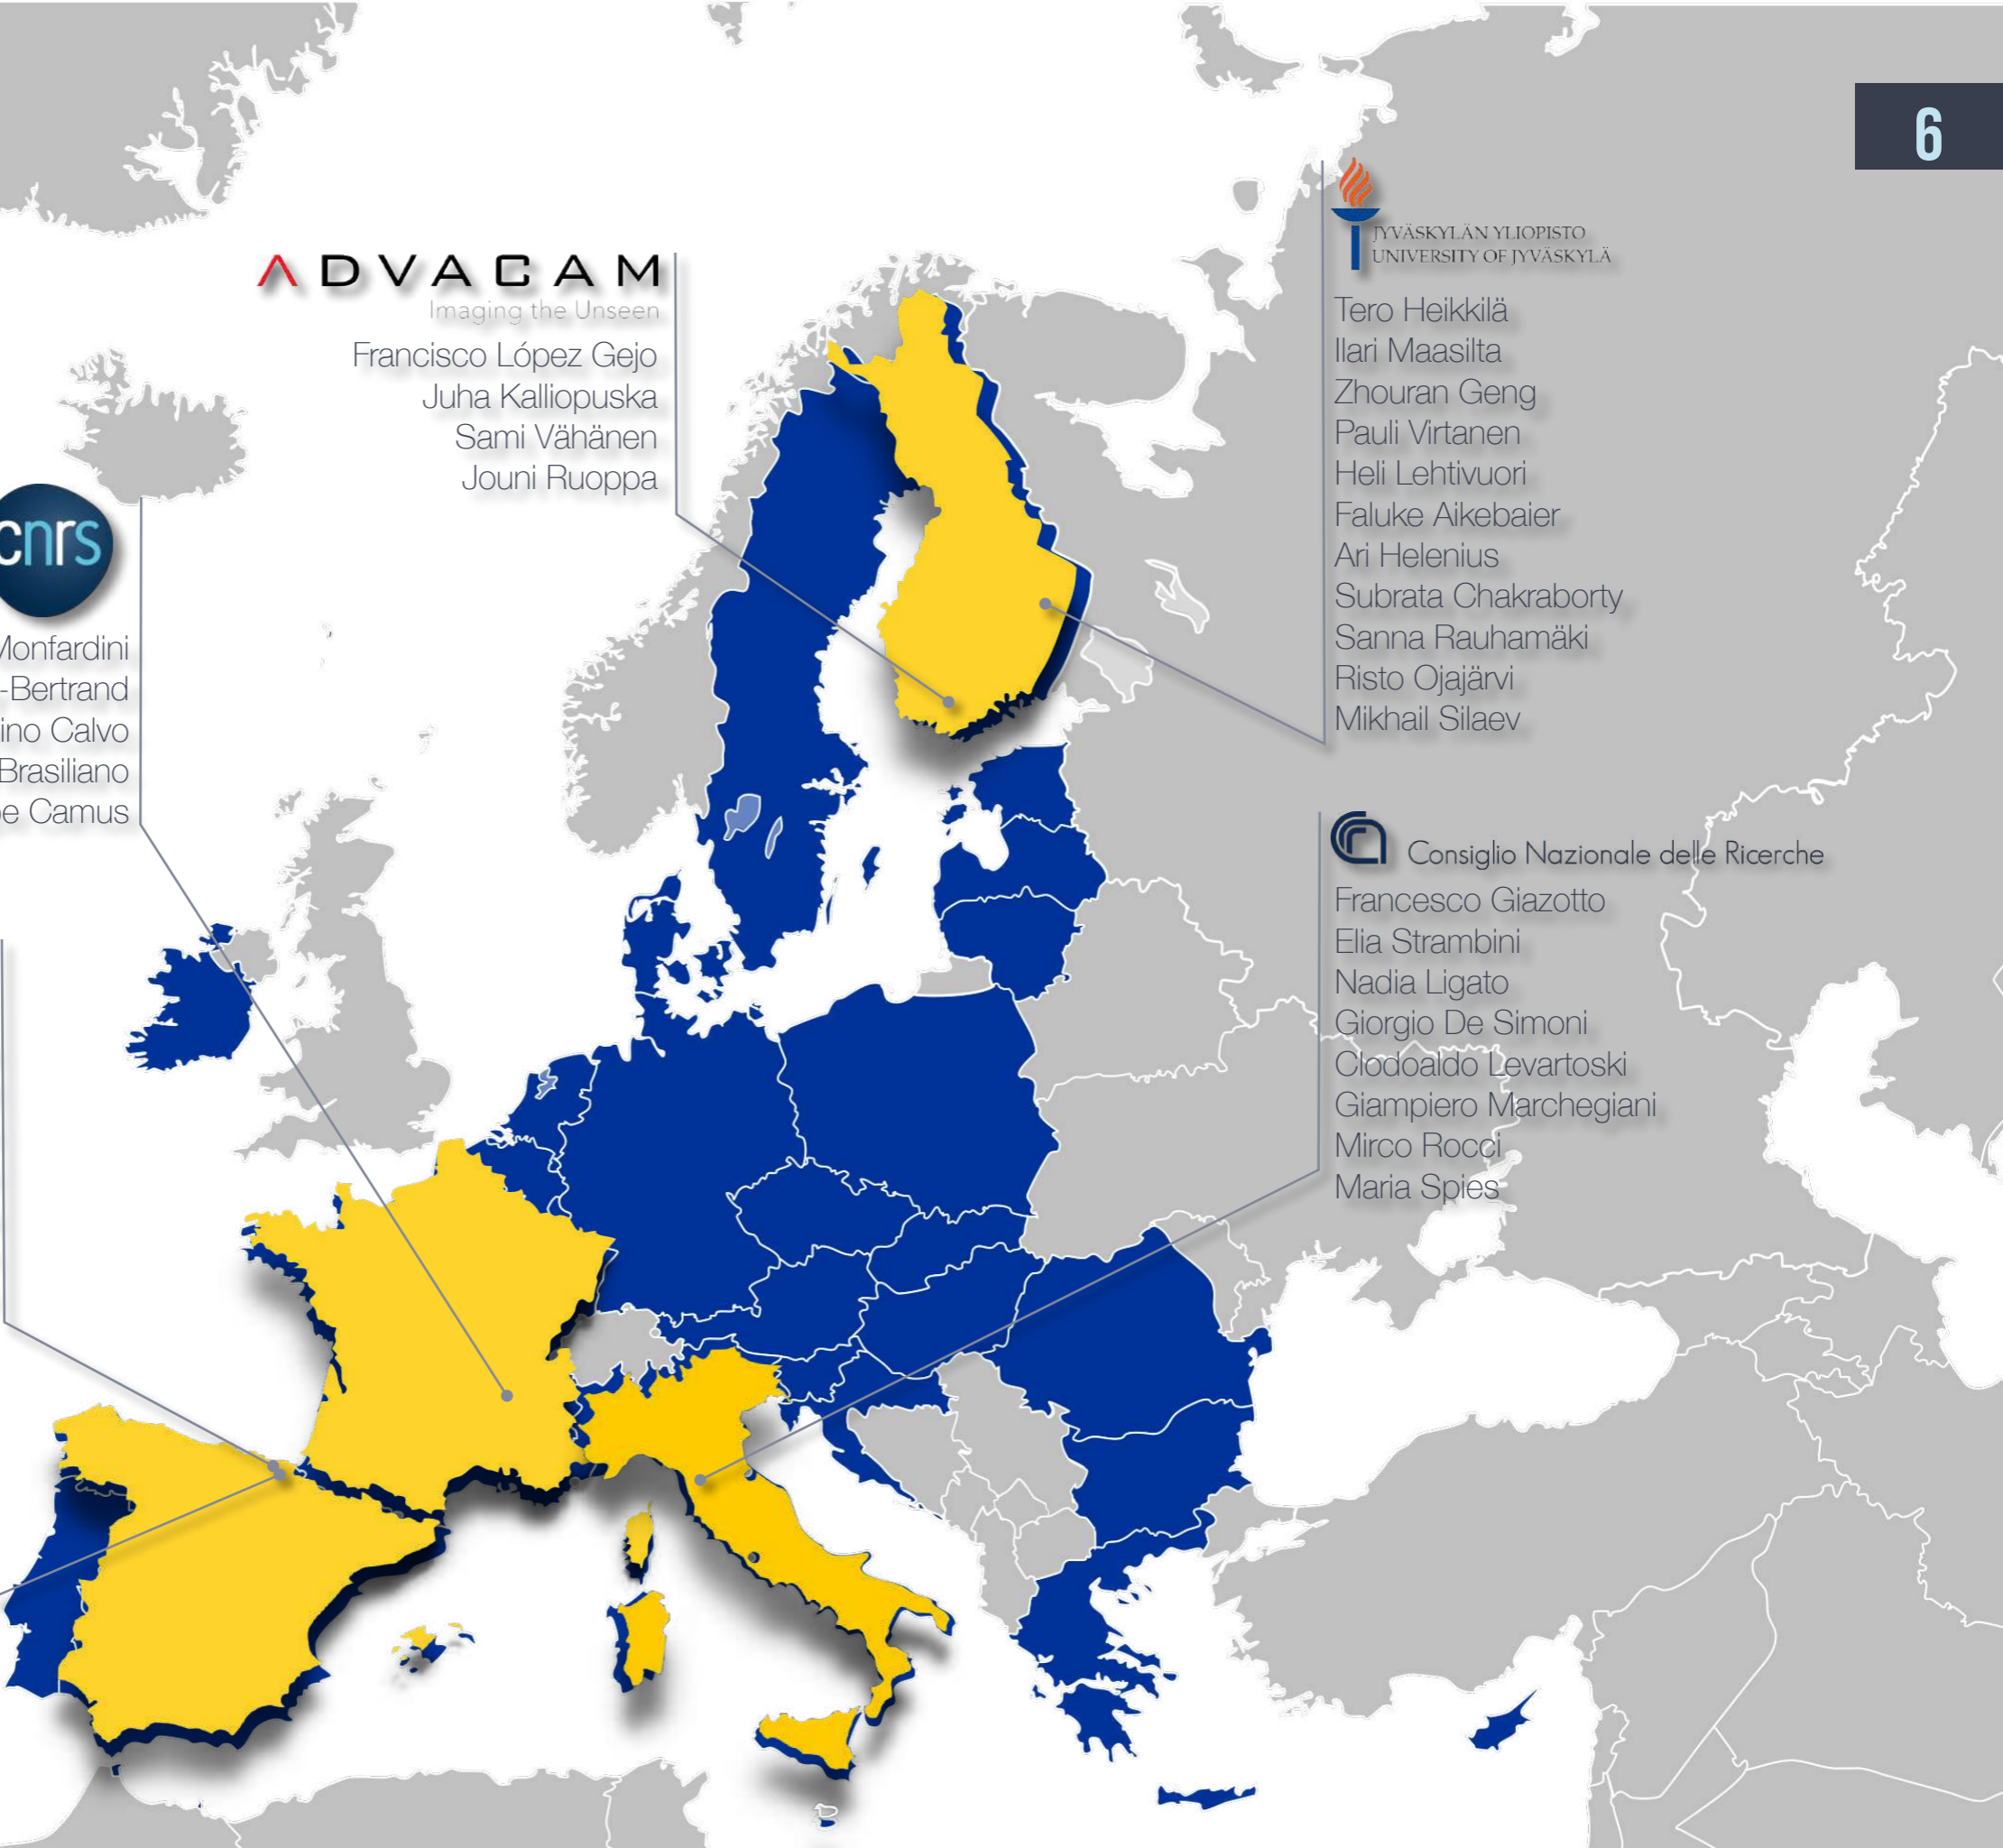 6
ADVACAM
Imaging the Unseen
Francisco López Gejo
Juha Kalliopuska
Sami Vähänen
Jouni Ruoppa
JYVÄSKYLÄN YLIOPISTO
UNIVERSITY OF JYVÄSKYLÄ
Tero Heikkilä
Ilari Maasilta
Zhouran Geng
Pauli Virtanen
Heli Lehtivuori
Faluke Aikebaier
Ari Helenius
Subrata Chakraborty
Sanna Rauhamäki
Risto Ojajärvi
Mikhail Silaev
cnrs
Monfardini
-Bertrand
Calvo
Brasiliano
Camus
Consiglio Nazionale delle Ricerche
Francesco Giazotto
Elia Strambini
Nadia Ligato
Giorgio De Simoni
Clodoaldo Levartoski
Giampiero Marchegiani
Mirco Rocci
Maria Spies